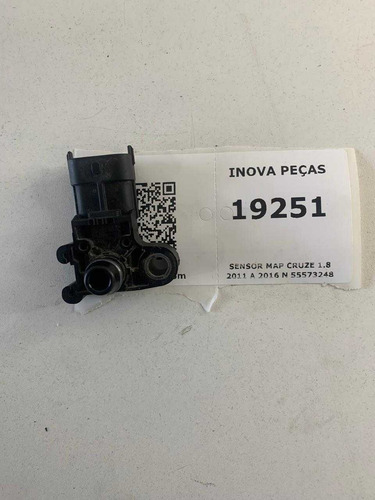 INOVA PEÇAS
19251
SENSOR MAP CRUZE 1.8
2011 A 2016 N 55573248